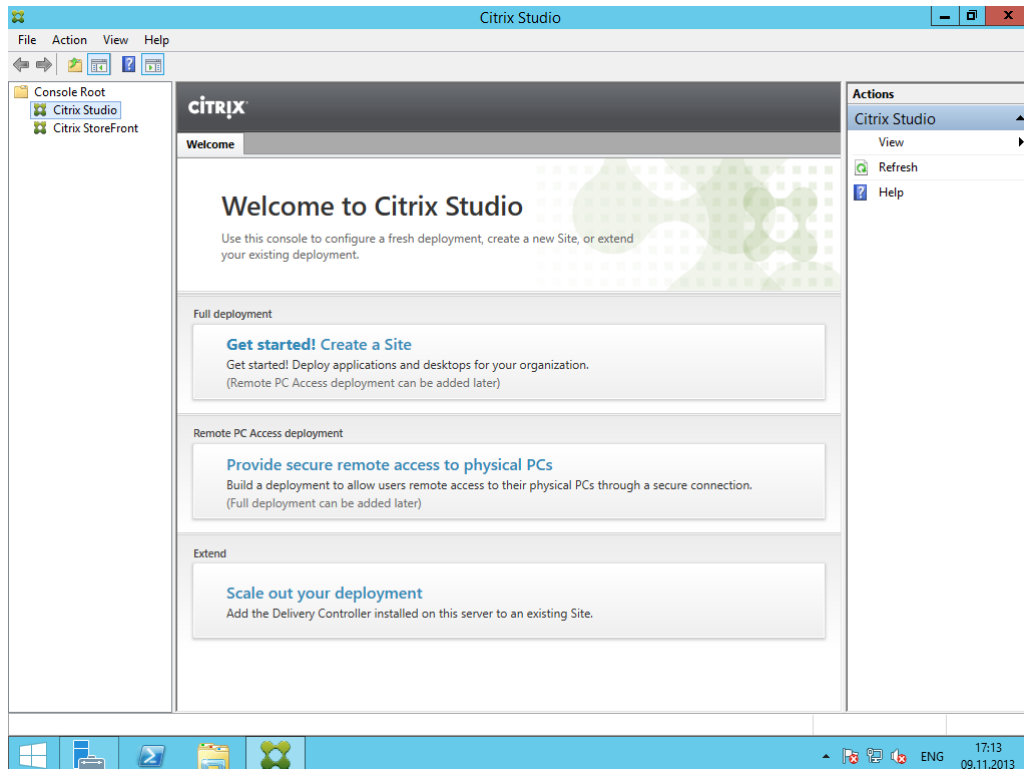 Citrix Studio
File Action View Help
Console Root
Citrix Studio
Citrix StoreFront
CITRIX
Welcome
Welcome to Citrix Studio
Use this console to configure a fresh deployment, create a new Site, or extend
your existing deployment.
Full deployment
Get started! Create a Site
Get started! Deploy applications and desktops for your organization.
(Remote PC Access deployment can be added later)
Remote PC Access deployment
Provide secure remote access to physical PCs
Build a deployment to allow users remote access to their physical PCs through a secure connection.
(Full deployment can be added later)
Extend
Scale out your deployment
Add the Delivery Controller installed on this server to an existing Site.
Actions
Citrix Studio
View
Refresh
Help
ENG
17:13
09.11.2013